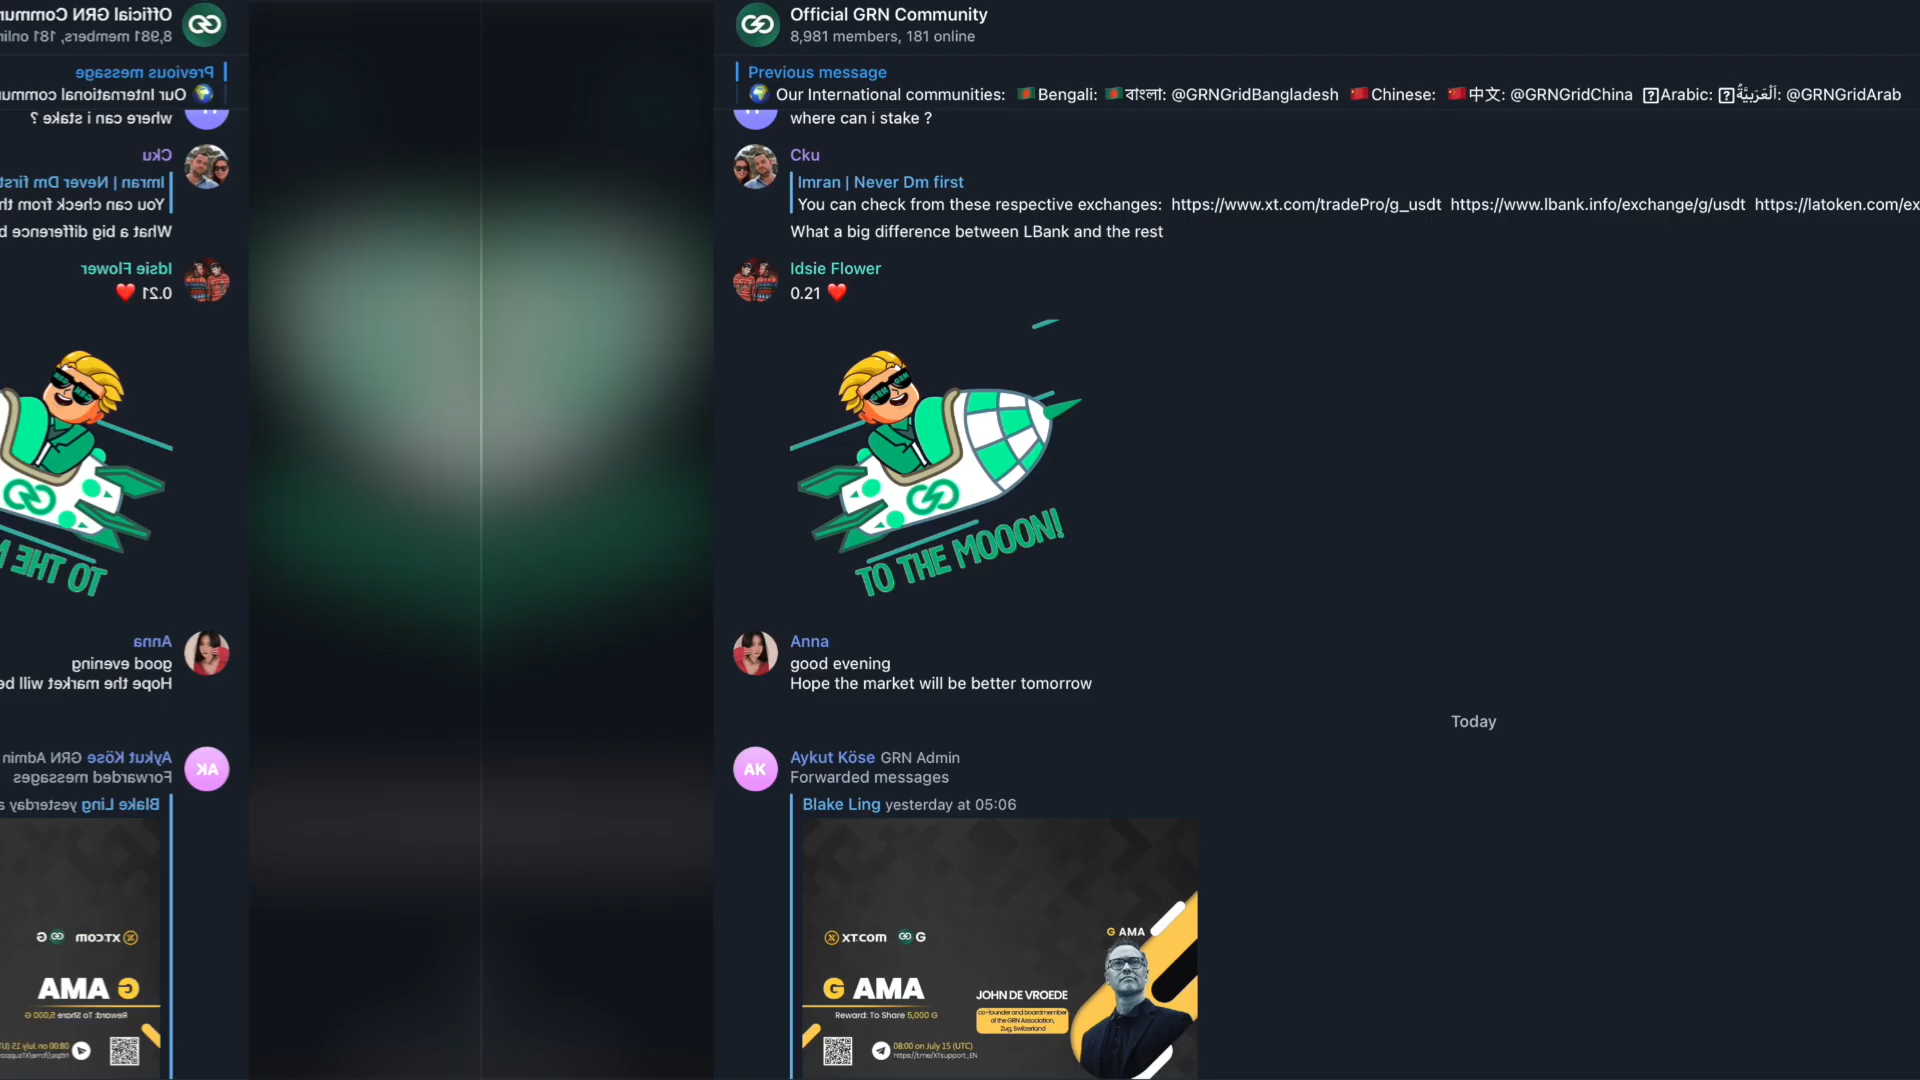 Official GRN Community
8,981 members, 181 online
Previous message
🌍 Our International communities: 🇧🇩Bengali: 🇧🇩বাংলা: @GRNGridBangladesh 🇨🇳Chinese: 🇨🇳中文: @GRNGridChina Arabic: اَلْعَرَبِيَّةُ: @GRNGridArab
where can i stake ?
Cku
Imran | Never Dm first
You can check from these respective exchanges: https://www.xt.com/tradePro/g_usdt https://www.lbank.info/exchange/g/usdt https://latoken.com/ex
What a big difference between LBank and the rest
Idsie Flower
0.21 ❤️
GRN
TO THE MOOON!
Anna
good evening
Hope the market will be better tomorrow
Today
AK
Aykut Köse GRN Admin
Forwarded messages
Blake Ling yesterday at 05:06
XT.COM G
G AMA
G AMA
Reward: To Share 5,000 G
JOHN DE VROEDE
co-founder and boardmember
of the GRN Association,
Zug, Switzerland
08:00 on July 15 (UTC)
https://t.me/XTsupport_EN